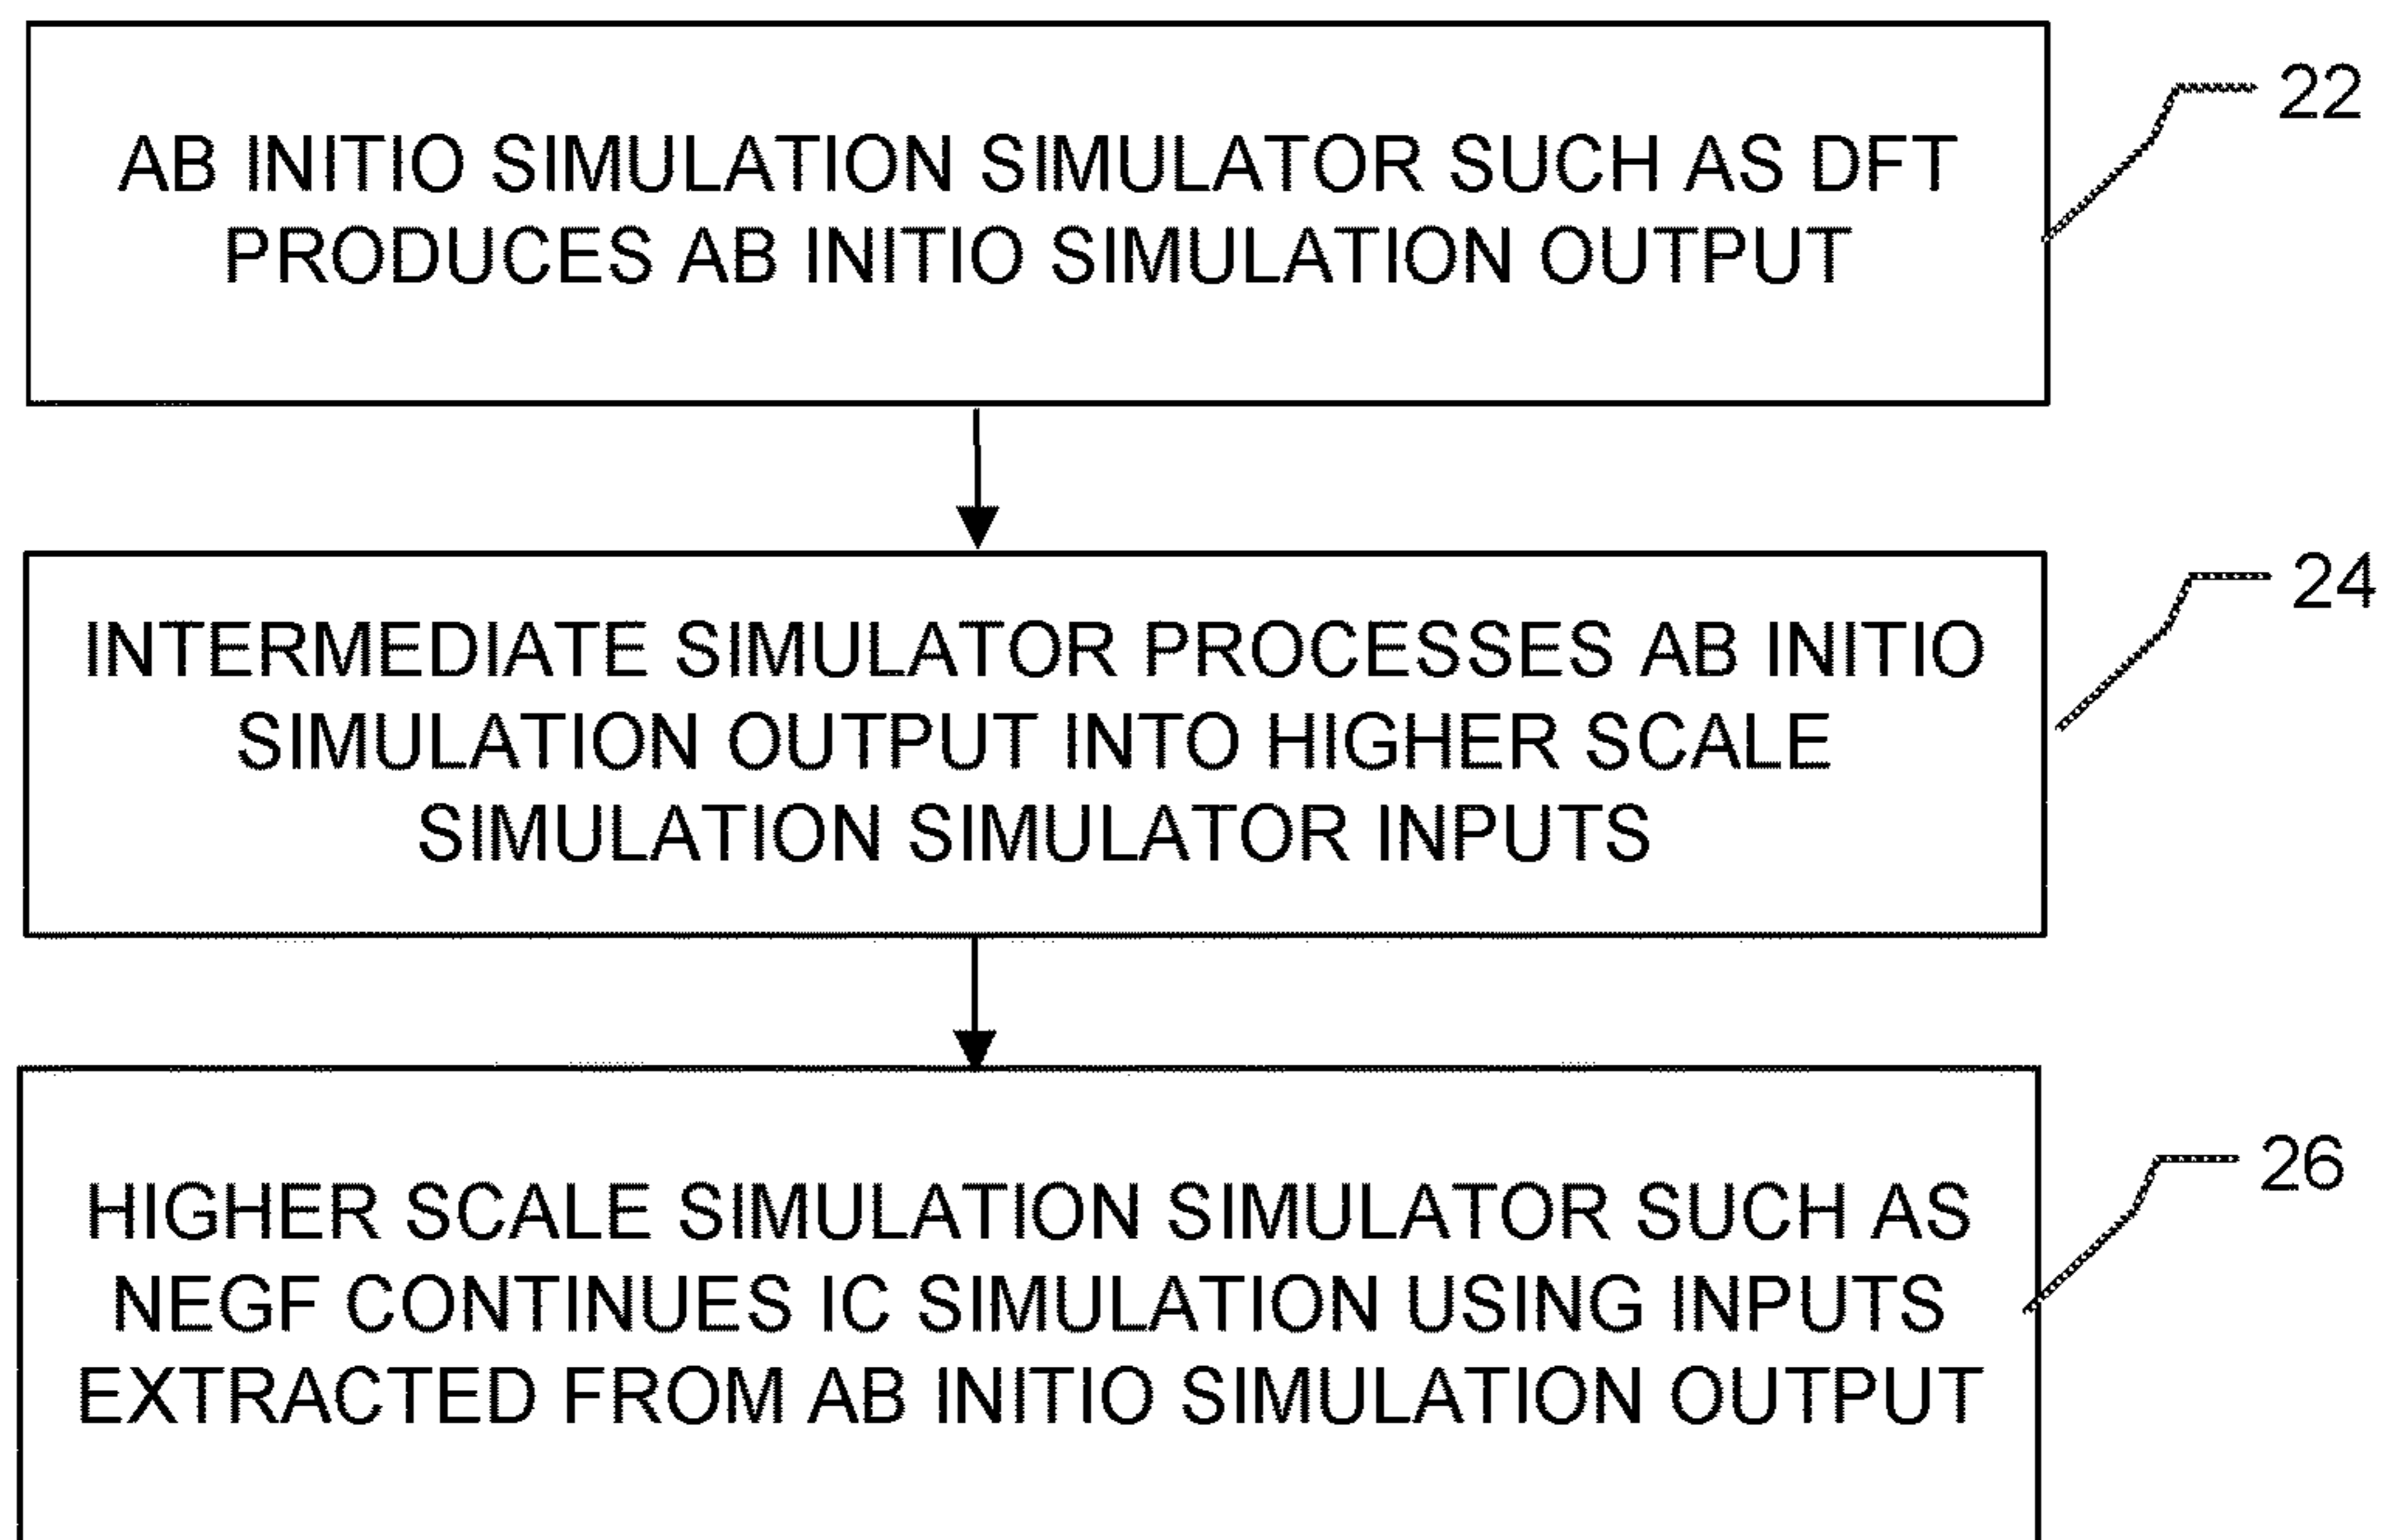 AB INITIO SIMULATION SIMULATOR SUCH AS DFT
PRODUCES AB INITIO SIMULATION OUTPUT
22
INTERMEDIATE SIMULATOR PROCESSES AB INITIO
SIMULATION OUTPUT INTO HIGHER SCALE
SIMULATION SIMULATOR INPUTS
24
HIGHER SCALE SIMULATION SIMULATOR SUCH AS
NEGF CONTINUES IC SIMULATION USING INPUTS
EXTRACTED FROM AB INITIO SIMULATION OUTPUT
26